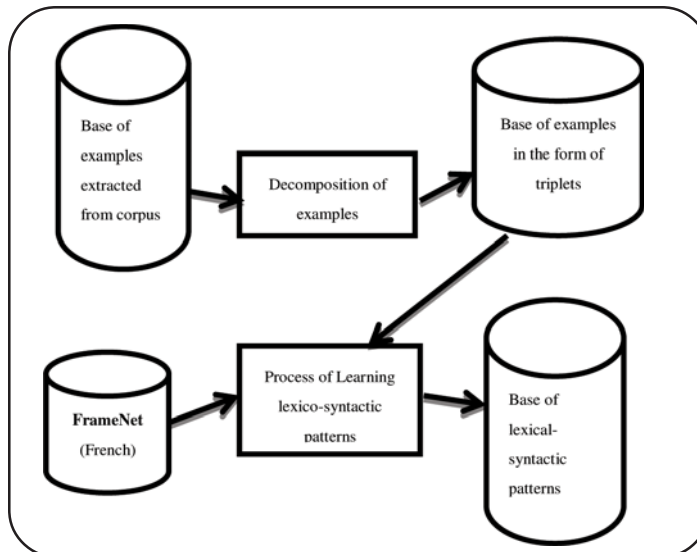 Base of
examples
extracted
from corpus
Decomposition of
examples
Base of examples
in the form of
triplets
FrameNet
(French)
Process of Learning
lexico-syntactic
patterns
Base of
lexical-
syntactic
patterns